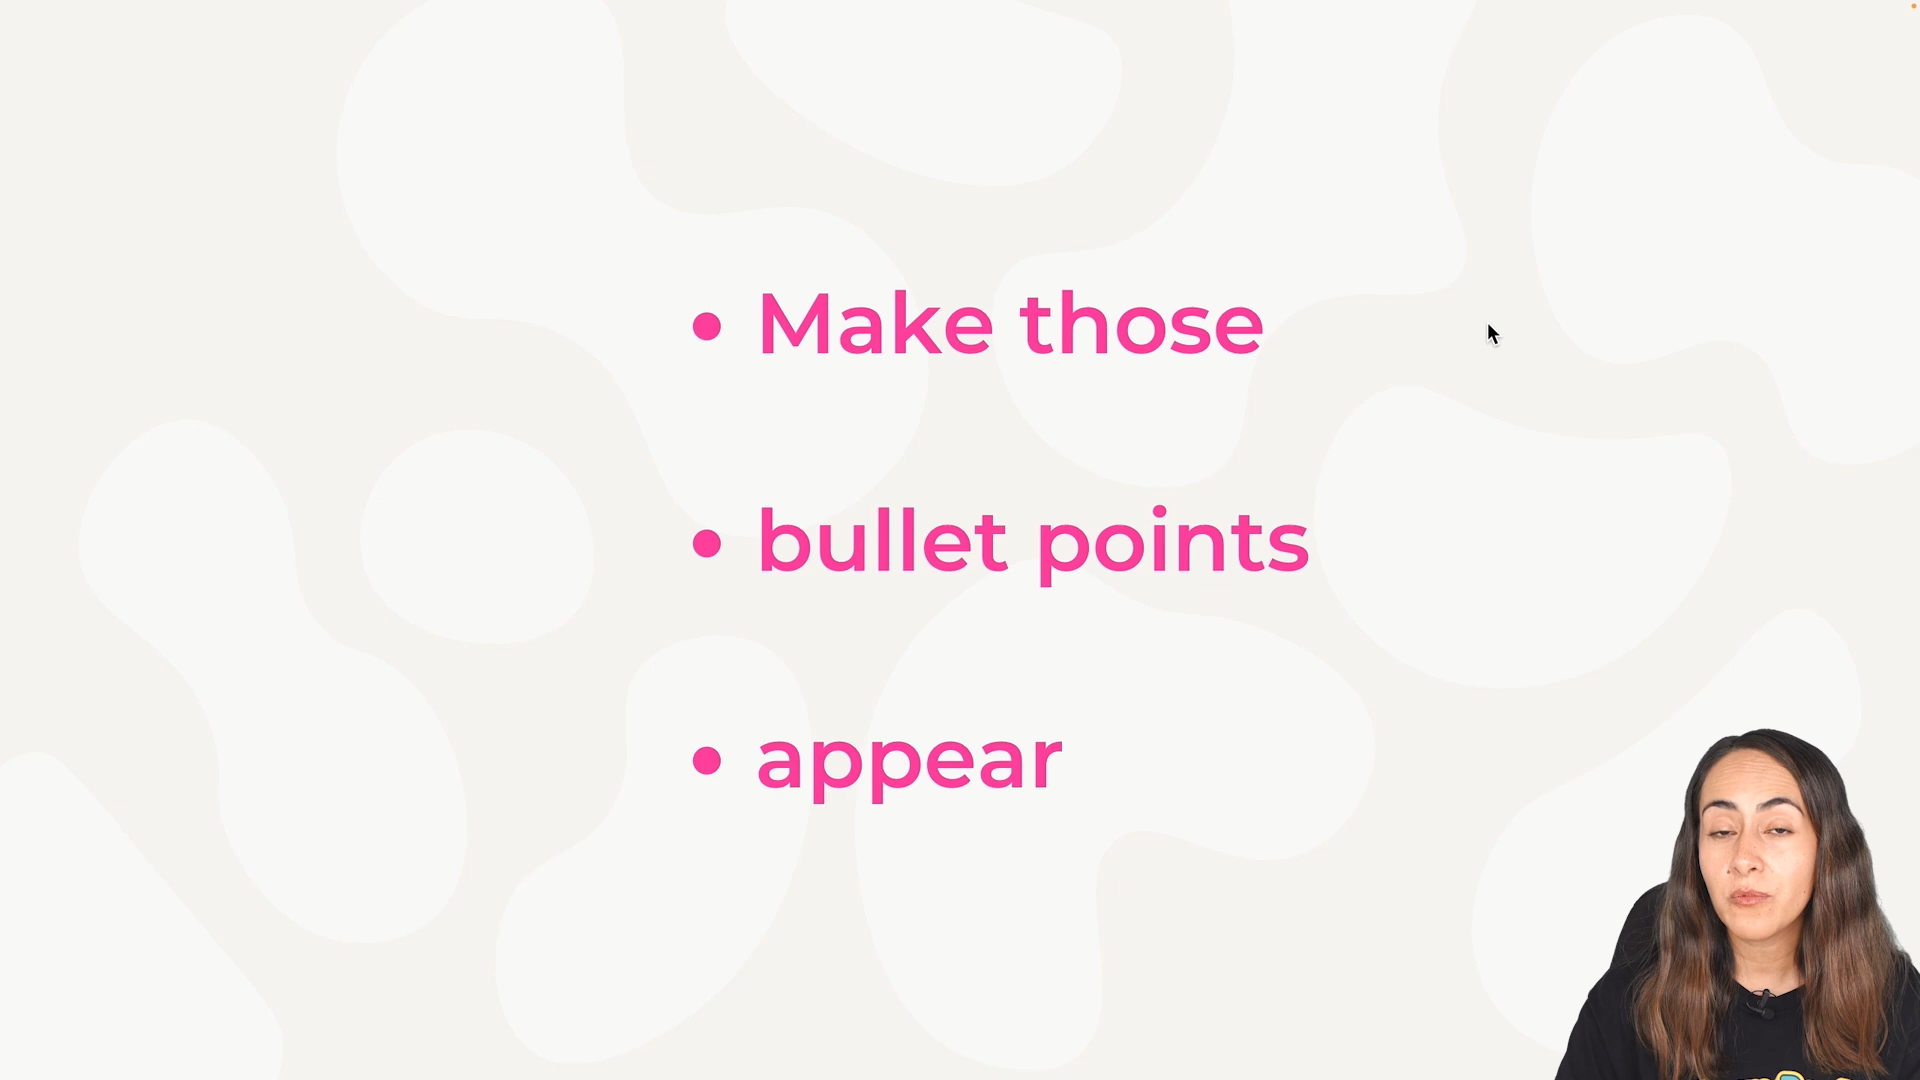 • Make those
• bullet points
• appear